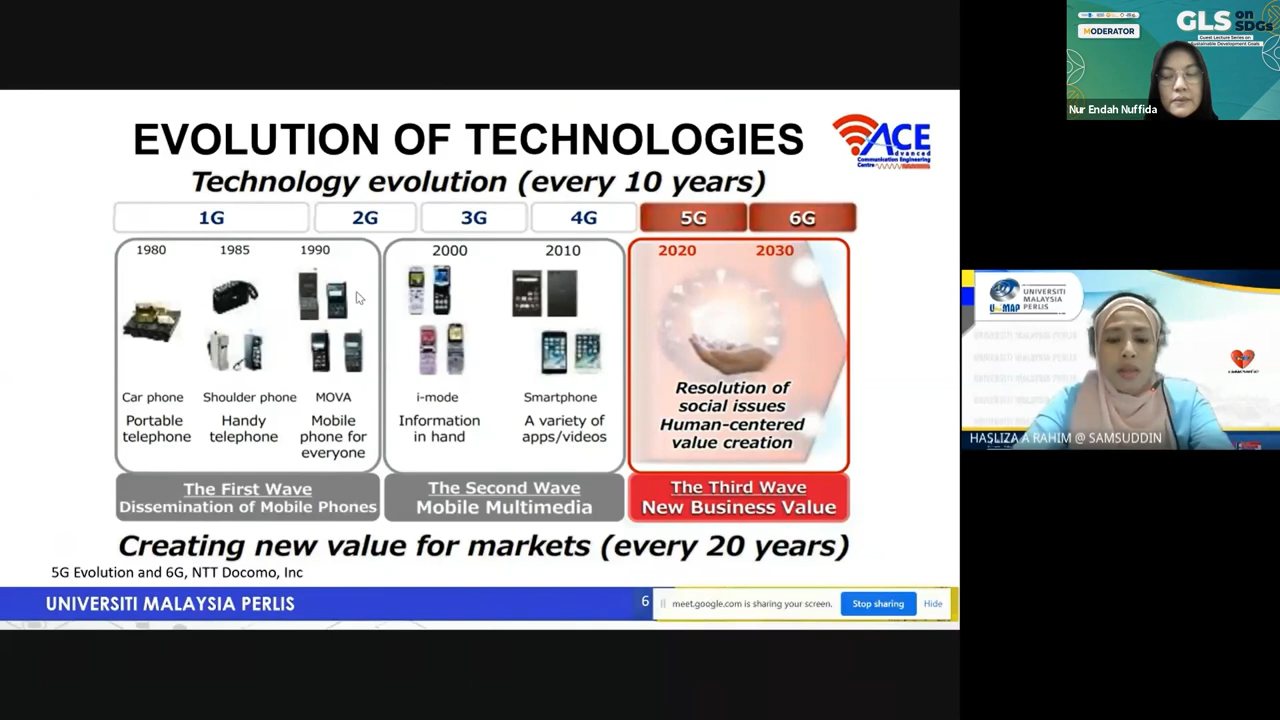 EVOLUTION OF TECHNOLOGIES
ACE
Advanced
Communication Engineering
Centre
Technology evolution (every 10 years)
1G 2G 3G 4G 5G 6G
1980 1985 1990 2000 2010 2020 2030
Car phone Shoulder phone MOVA i-mode Smartphone
Portable
telephone
Handy
telephone
Mobile
phone for
everyone
Information
in hand
A variety of
apps/videos
Resolution of
social issues
Human-centered
value creation
The First Wave
Dissemination of Mobile Phones
The Second Wave
Mobile Multimedia
The Third Wave
New Business Value
Creating new value for markets (every 20 years)
5G Evolution and 6G, NTT Docomo, Inc
UNIVERSITI MALAYSIA PERLIS
6
meet.google.com is sharing your screen.
Stop sharing
Hide
MODERATOR
GLS on
SDGs
Guest Lecture Series on
Sustainable Development Goals
Nur Endah Nuffida
UniMAP
UNIVERSITI
MALAYSIA
PERLIS
HASLIZA A RAHIM @ SAMSUDDIN